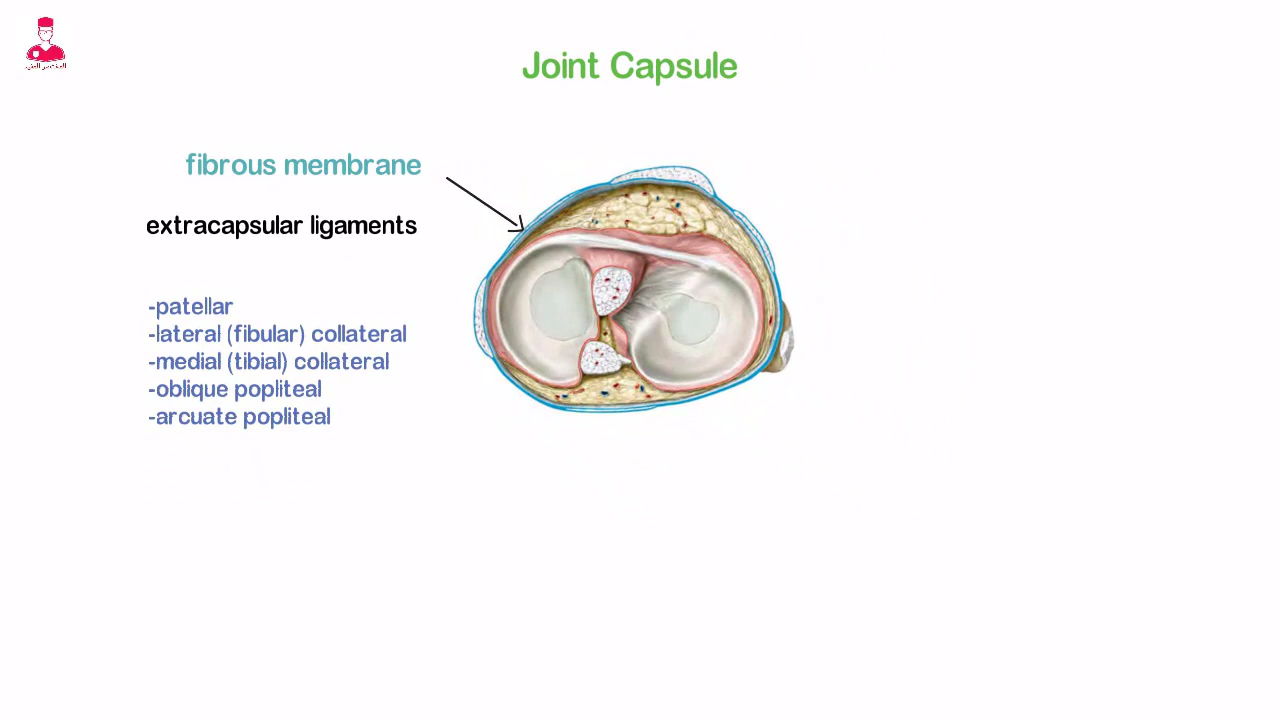 Joint Capsule
fibrous membrane
extracapsular ligaments
-patellar
-lateral (fibular) collateral
-medial (tibial) collateral
-oblique popliteal
-arcuate popliteal